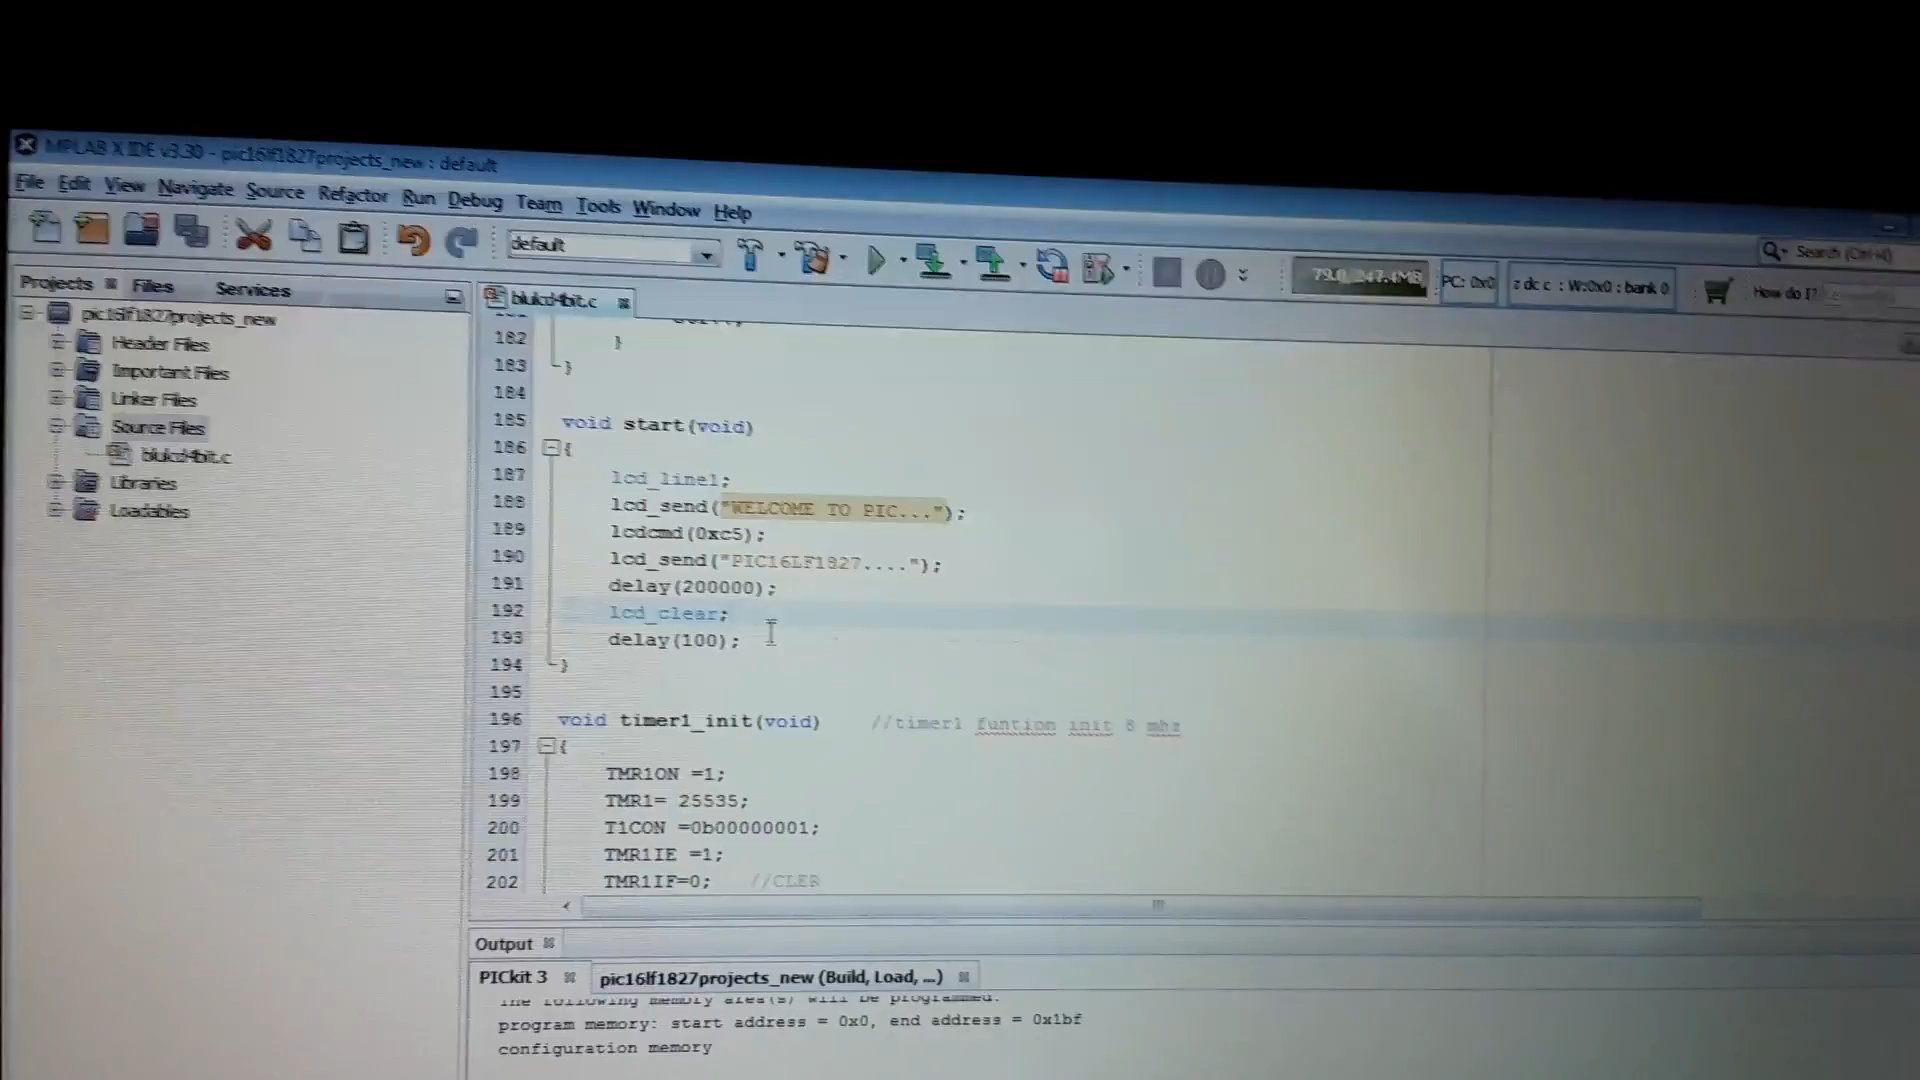 MPLAB X IDE v3.30 - pic16lf1827projects_new : default
File Edit View Navigate Source Refactor Run Debug Team Tools Window Help
default
PC: 0x0
z dc c : W:0x0 : bank 0
How do I?
Search (Ctrl+I)
Projects Files Services
pic16lf1827projects_new
Header Files
Important Files
Linker Files
Source Files
Libraries
Loadables
182 }
183 }
184
185 void start(void)
186 {
187 lcd_line1;
188 lcd_send("WELCOME TO PIC...");
189 lcdcmd(0xc5);
190 lcd_send("PIC16LF1827....");
191 delay(200000);
192 lcd_clear;
193 delay(100);
194 }
195
196 void timer1_init(void) //timer1 funtion init 8 mhz
197 {
198 TMR1ON =1;
199 TMR1= 25535;
200 T1CON =0b00000001;
201 TMR1IE =1;
202 TMR1IF=0; //CLER
Output
PICkit 3 pic16lf1827projects_new (Build, Load, ...)
The following memory area(s) will be programmed:
program memory: start address = 0x0, end address = 0x1bf
configuration memory